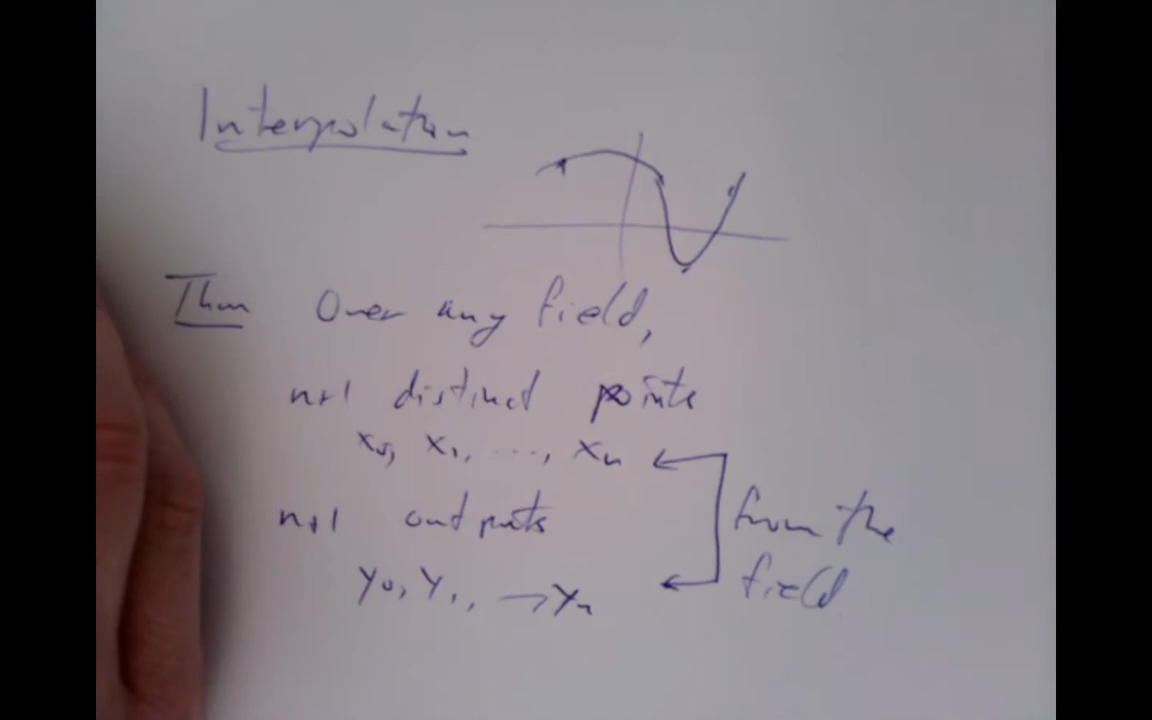 Interpolation
Thm Over any field,
n+1 distinct points
x₀, x₁, ..., xₙ
n+1 outputs
y₀, y₁, → yₙ
from the
field